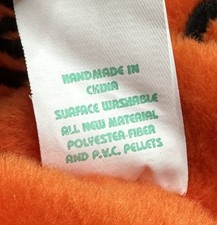 HANDMADE IN
CHINA
SURFACE WASHABLE
ALL NEW MATERIAL
POLYESTER FIBER
AND P.V.C. PELLETS